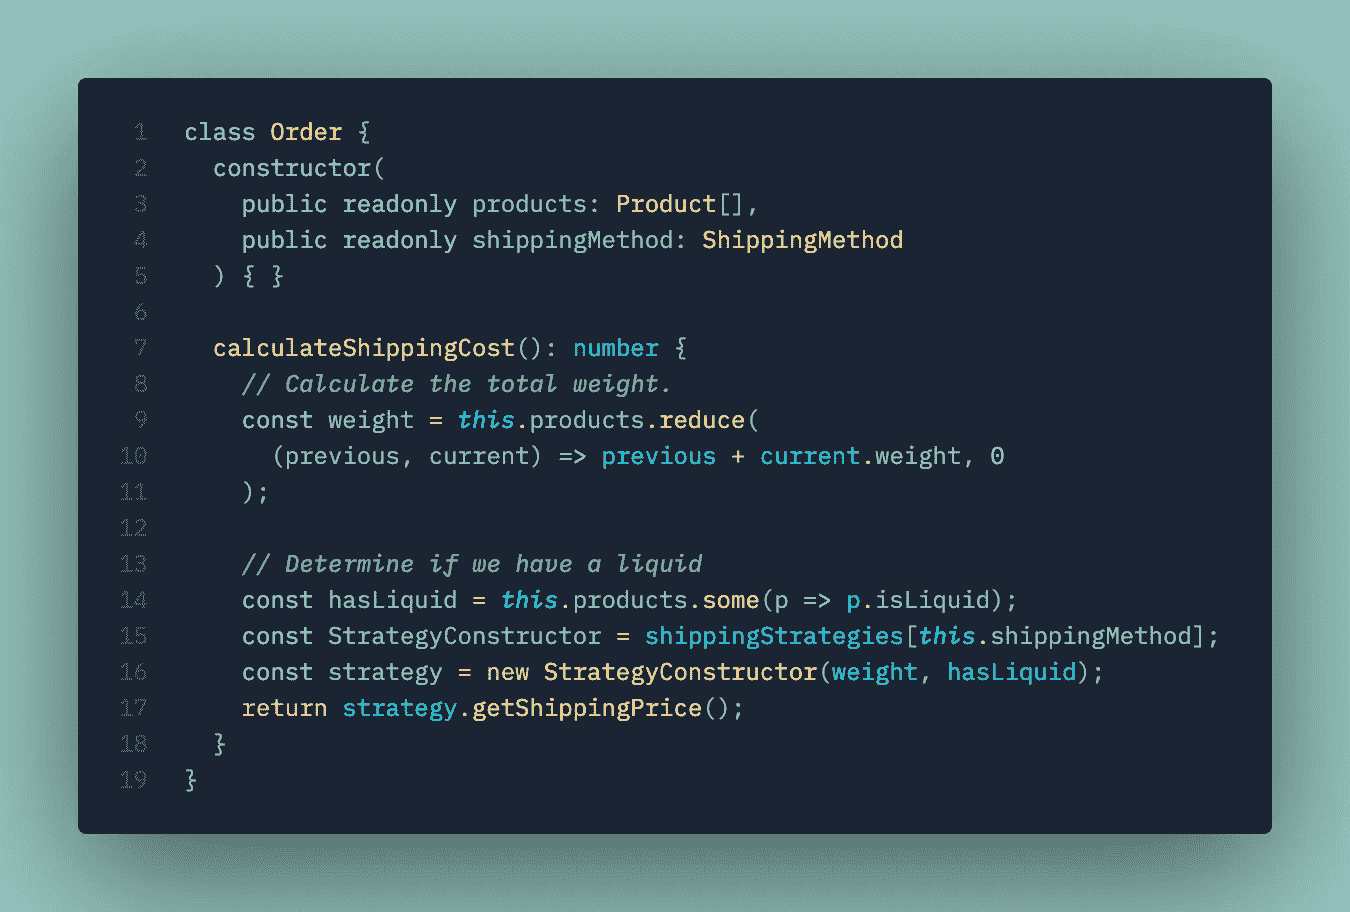 1 class Order {
2   constructor(
3     public readonly products: Product[],
4     public readonly shippingMethod: ShippingMethod
5   ) { }
6
7   calculateShippingCost(): number {
8     // Calculate the total weight.
9     const weight = this.products.reduce(
10       (previous, current) => previous + current.weight, 0
11     );
12
13     // Determine if we have a liquid
14     const hasLiquid = this.products.some(p => p.isLiquid);
15     const StrategyConstructor = shippingStrategies[this.shippingMethod];
16     const strategy = new StrategyConstructor(weight, hasLiquid);
17     return strategy.getShippingPrice();
18   }
19 }